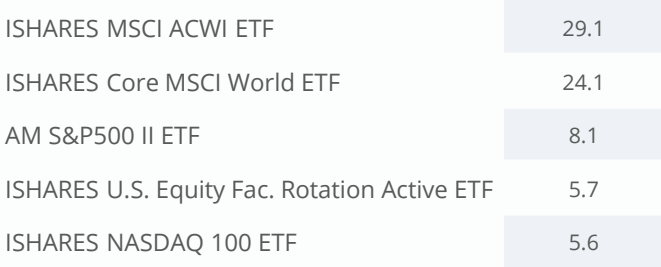 ISHARES MSCI ACWI ETF 29.1
ISHARES Core MSCI World ETF 24.1
AM S&P500 II ETF 8.1
ISHARES U.S. Equity Fac. Rotation Active ETF 5.7
ISHARES NASDAQ 100 ETF 5.6